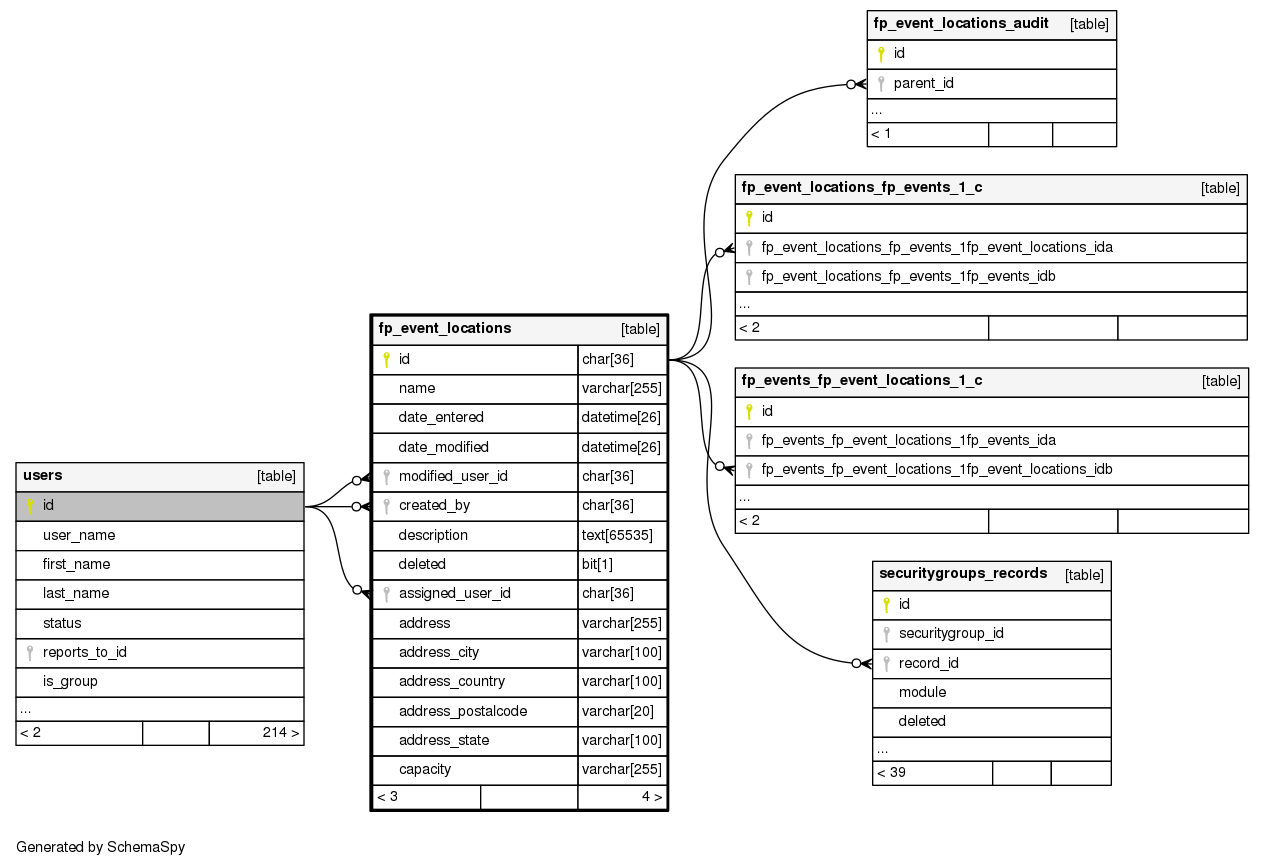 fp_event_locations_audit [table]
id
parent_id
...
< 1
fp_event_locations_fp_events_1_c [table]
id
fp_event_locations_fp_events_1fp_event_locations_ida
fp_event_locations_fp_events_1fp_events_idb
...
< 2
fp_event_locations [table]
id char[36]
name varchar[255]
date_entered datetime[26]
date_modified datetime[26]
modified_user_id char[36]
created_by char[36]
description text[65535]
deleted bit[1]
assigned_user_id char[36]
address varchar[255]
address_city varchar[100]
address_country varchar[100]
address_postalcode varchar[20]
address_state varchar[100]
capacity varchar[255]
< 3 4 >
fp_events_fp_event_locations_1_c [table]
id
fp_events_fp_event_locations_1fp_events_ida
fp_events_fp_event_locations_1fp_event_locations_idb
...
< 2
users [table]
id
user_name
first_name
last_name
status
reports_to_id
is_group
...
< 2 214 >
securitygroups_records [table]
id
securitygroup_id
record_id
module
deleted
...
< 39
Generated by SchemaSpy